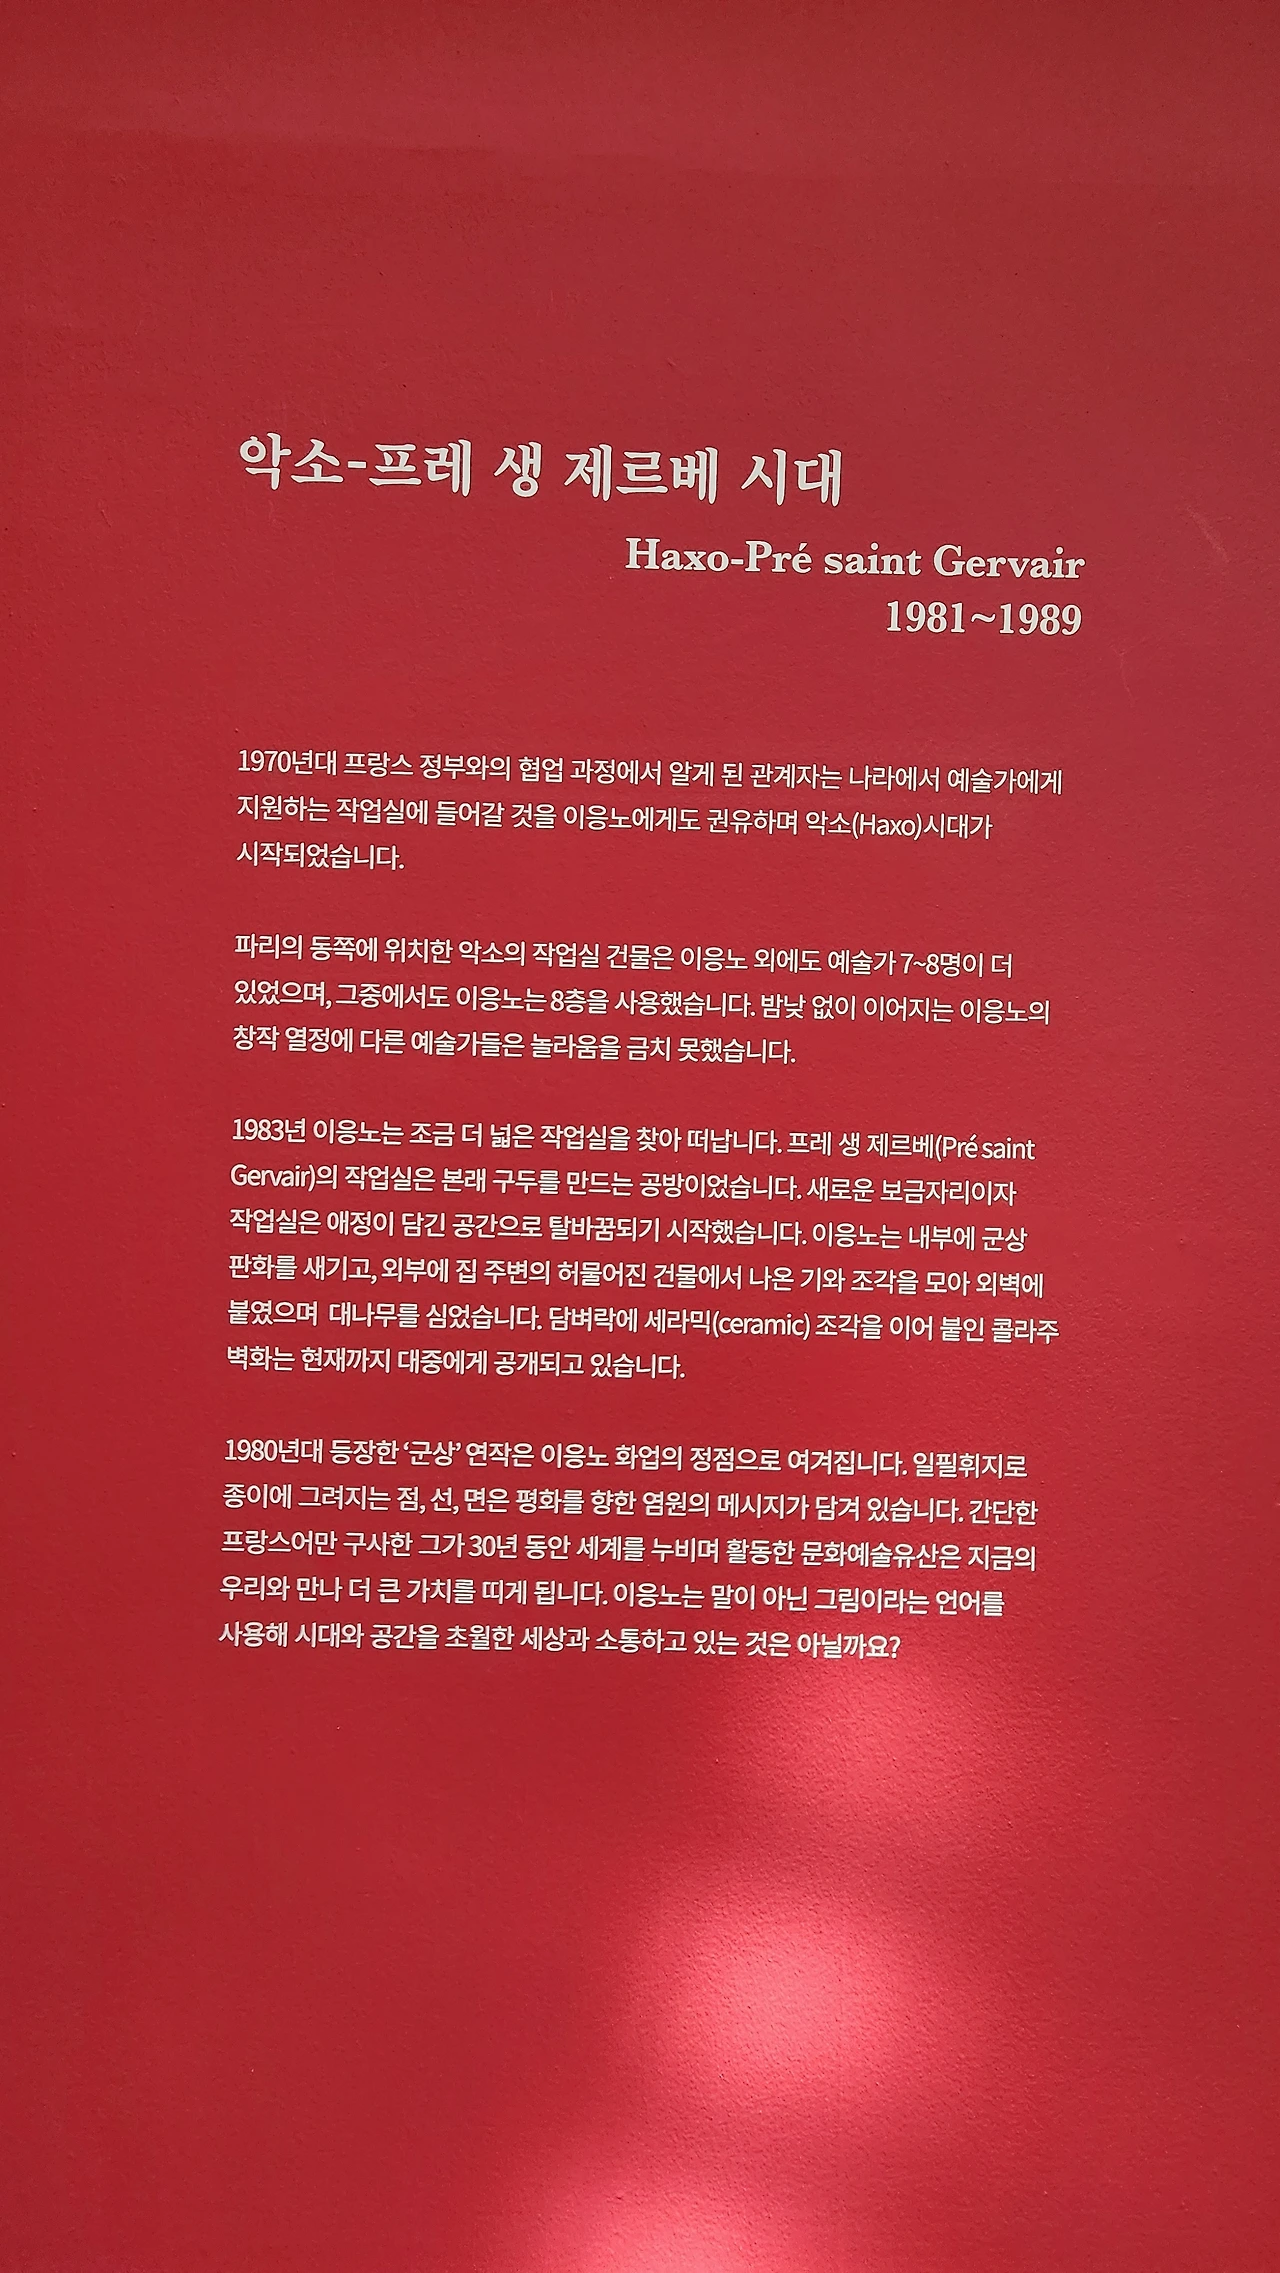 악소-프레 생 제르베 시대
Haxo-Pré saint Gervair
1981~1989
1970년대 프랑스 정부와의 협업 과정에서 알게 된 관계자는 나라에서 예술가에게
지원하는 작업실에 들어갈 것을 이응노에게도 권유하며 악소(Haxo)시대가
시작되었습니다.
파리의 동쪽에 위치한 악소의 작업실 건물은 이응노 외에도 예술가 7~8명이 더
있었으며, 그중에서도 이응노는 8층을 사용했습니다. 밤낮 없이 이어지는 이응노의
창작 열정에 다른 예술가들은 놀라움을 금치 못했습니다.
1983년 이응노는 조금 더 넓은 작업실을 찾아 떠납니다. 프레 생 제르베(Pré saint
Gervair)의 작업실은 본래 구두를 만드는 공방이었습니다. 새로운 보금자리이자
작업실은 애정이 담긴 공간으로 탈바꿈되기 시작했습니다. 이응노는 내부에 군상
판화를 새기고, 외부에 집 주변의 허물어진 건물에서 나온 기와 조각을 모아 외벽에
붙였으며 대나무를 심었습니다. 담벼락에 세라믹(ceramic) 조각을 이어 붙인 콜라주
벽화는 현재까지 대중에게 공개되고 있습니다.
1980년대 등장한 ‘군상’ 연작은 이응노 화업의 정점으로 여겨집니다. 일필휘지로
종이에 그려지는 점, 선, 면은 평화를 향한 염원의 메시지가 담겨 있습니다. 간단한
프랑스어만 구사한 그가 30년 동안 세계를 누비며 활동한 문화예술유산은 지금의
우리와 만나 더 큰 가치를 띠게 됩니다. 이응노는 말이 아닌 그림이라는 언어를
사용해 시대와 공간을 초월한 세상과 소통하고 있는 것은 아닐까요?